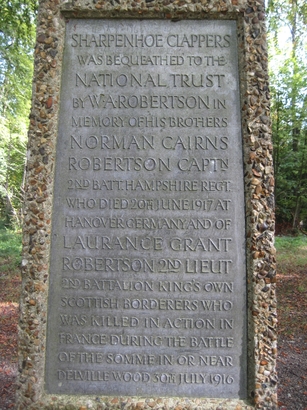 SHARPENHOE CLAPPERS
WAS BEQUEATHED TO THE
NATIONAL TRUST
BY W.A.ROBERTSON IN
MEMORY OF HIS BROTHERS
NORMAN CAIRNS
ROBERTSON CAPTN
2ND BATT. HAMPSHIRE REGT.
WHO DIED 20TH JUNE 1917 AT
HANOVER GERMANY AND OF
LAURANCE GRANT
ROBERTSON 2ND LIEUT
2ND BATTALION KING'S OWN
SCOTTISH BORDERERS WHO
WAS KILLED IN ACTION IN
FRANCE DURING THE BATTLE
OF THE SOMME IN OR NEAR
DELVILLE WOOD 30TH JULY 1916